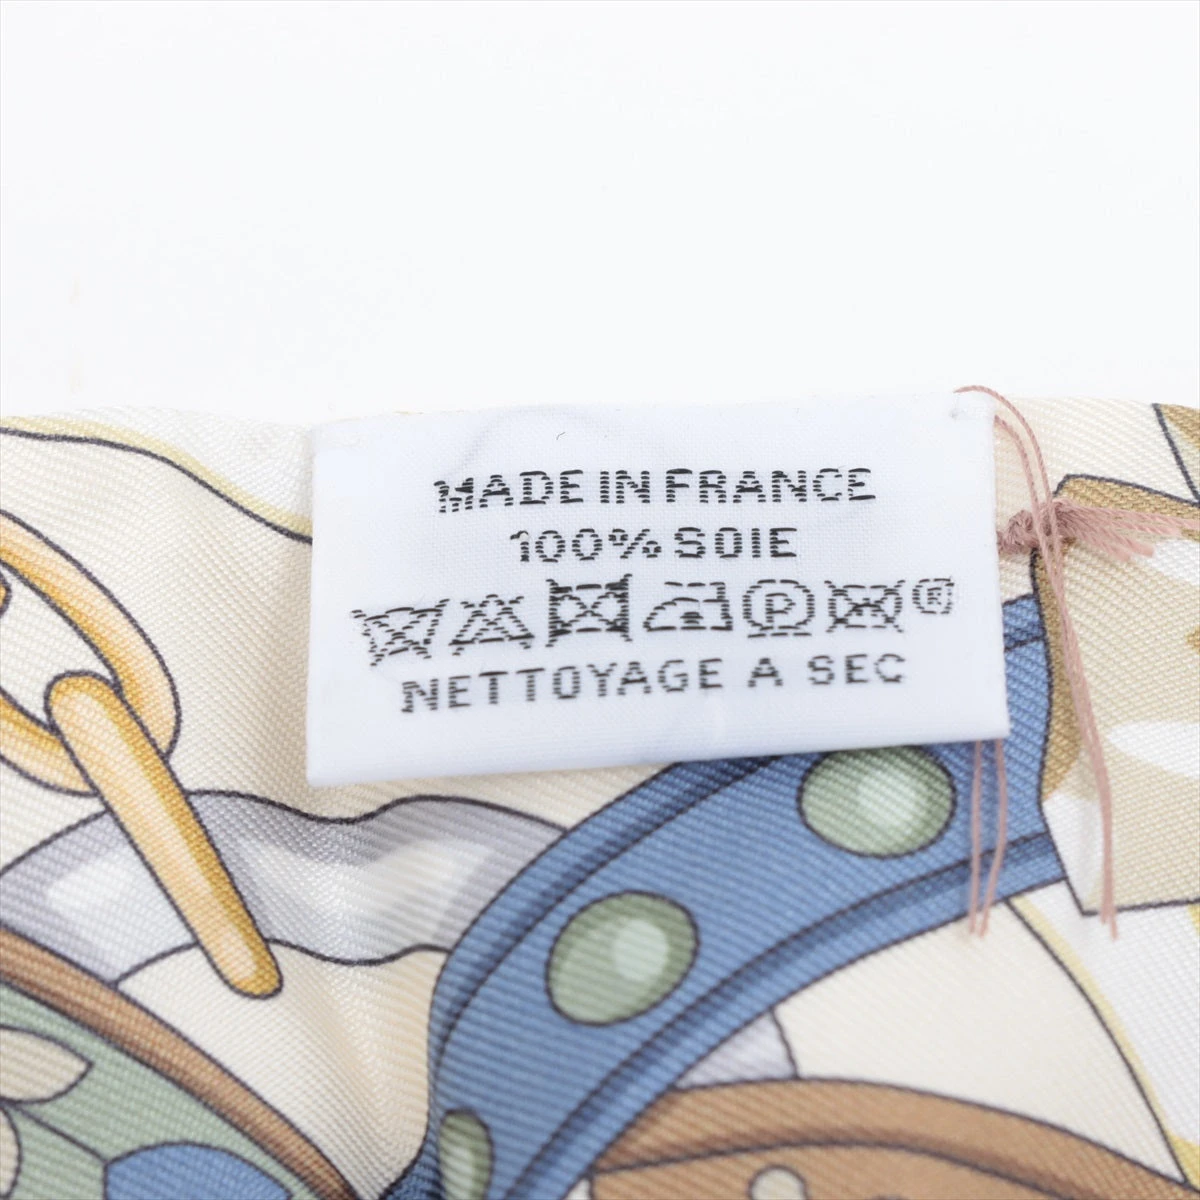 MADE IN FRANCE
100% SOIE
P ®
NETTOYAGE A SEC